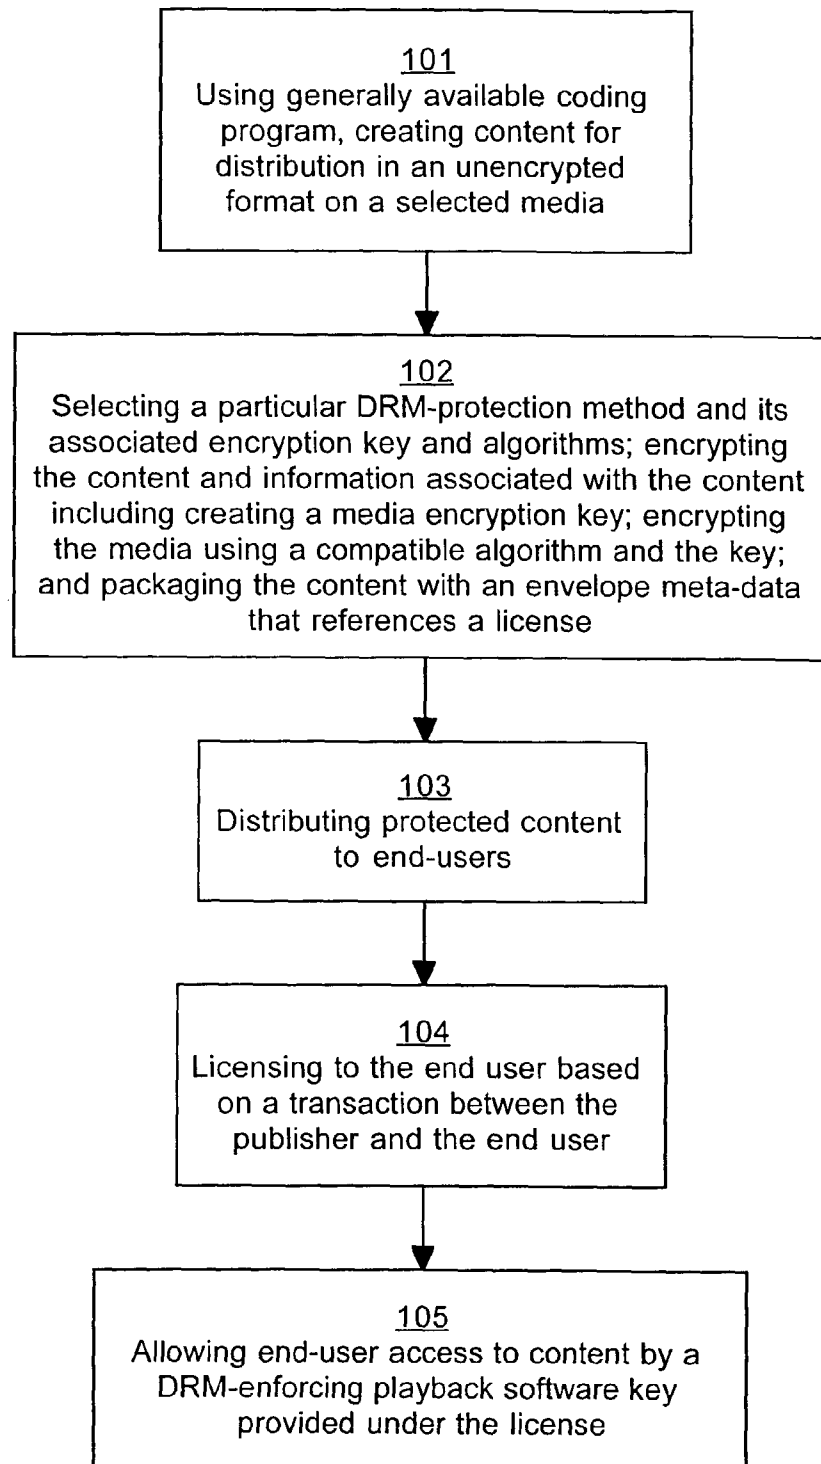 101
Using generally available coding
program, creating content for
distribution in an unencrypted
format on a selected media
102
Selecting a particular DRM-protection method and its
associated encryption key and algorithms; encrypting
the content and information associated with the content
including creating a media encryption key; encrypting
the media using a compatible algorithm and the key;
and packaging the content with an envelope meta-data
that references a license
103
Distributing protected content
to end-users
104
Licensing to the end user based
on a transaction between the
publisher and the end user
105
Allowing end-user access to content by a
DRM-enforcing playback software key
provided under the license